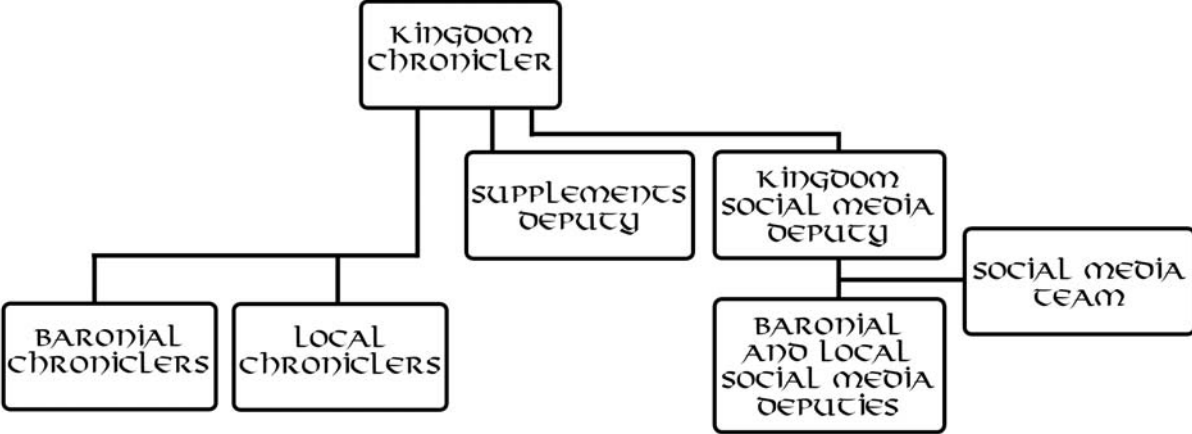 KINGDOM
CHRONICLER
SUPPLEMENTS
DEPUTY
KINGDOM
SOCIAL MEDIA
DEPUTY
SOCIAL MEDIA
TEAM
BARONIAL
CHRONICLERS
LOCAL
CHRONICLERS
BARONIAL
AND LOCAL
SOCIAL MEDIA
DEPUTIES